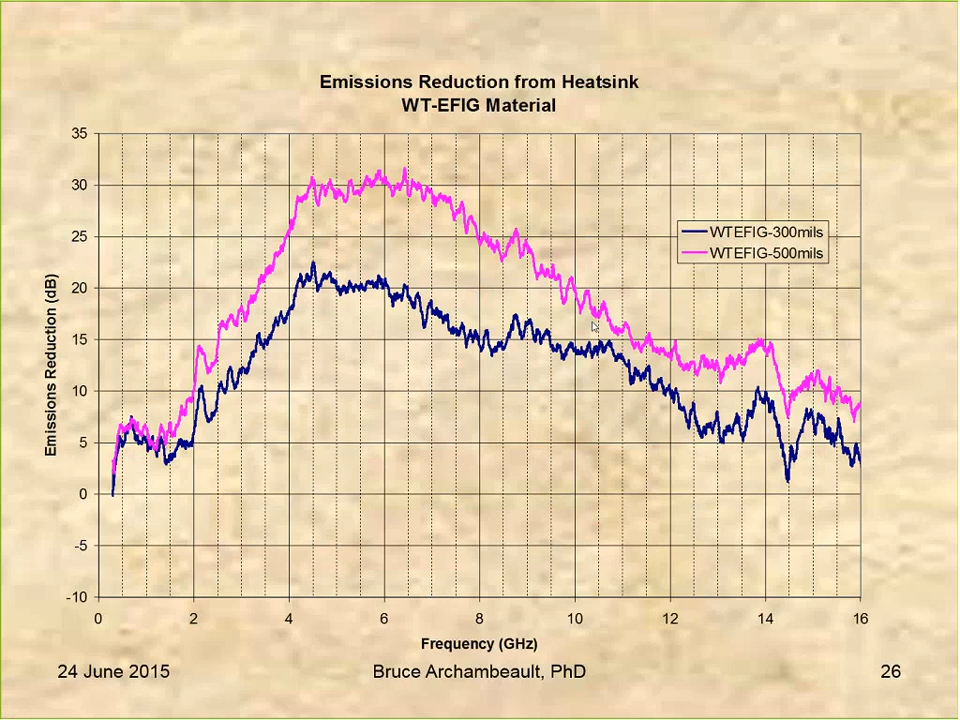 Emissions Reduction from Heatsink
WT-EFIG Material
35
30
25
20
15
10
5
0
-5
-10
Emissions Reduction (dB)
WTEFIG-300mils
WTEFIG-500mils
0 2 4 6 8 10 12 14 16
Frequency (GHz)
24 June 2015 Bruce Archambeault, PhD 26